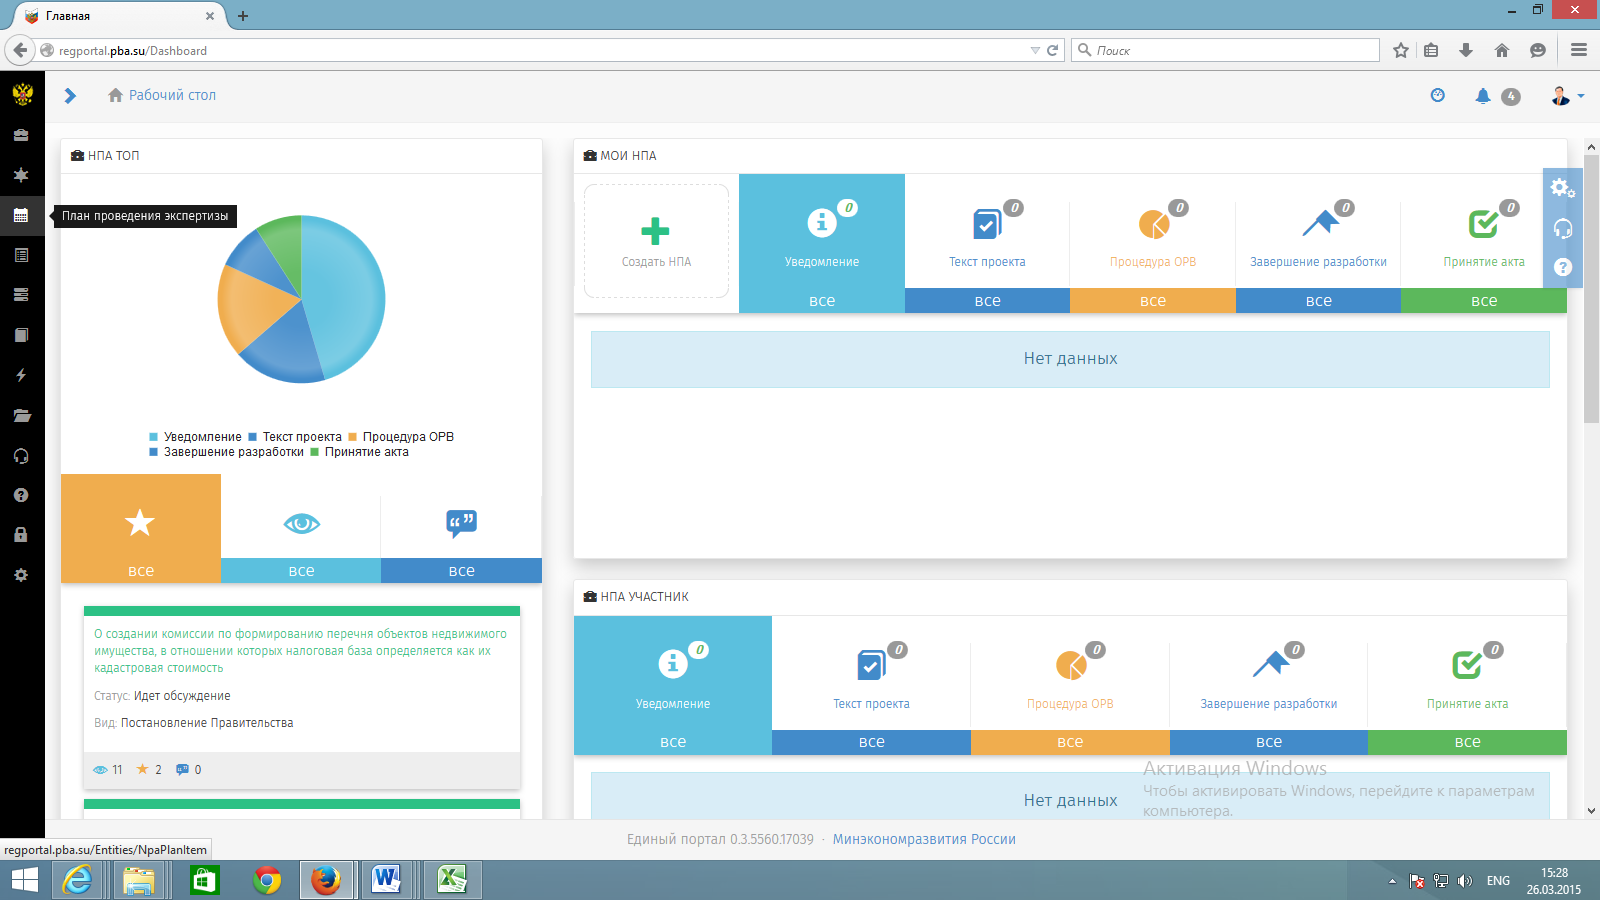 Главная
regportal.pba.su/Dashboard
Поиск
Рабочий стол
4
НПА ТОП
План проведения экспертизы
Уведомление Текст проекта Процедура ОРВ
Завершение разработки Принятие акта
все все все
О создании комиссии по формированию перечня объектов недвижимого
имущества, в отношении которых налоговая база определяется как их
кадастровая стоимость
Статус: Идет обсуждение
Вид: Постановление Правительства
11 2 0
МОИ НПА
0 0 0 0 0
Создать НПА Уведомление Текст проекта Процедура ОРВ Завершение разработки Принятие акта
все все все все все
Нет данных
НПА УЧАСТНИК
0 0 0 0 0
Уведомление Текст проекта Процедура ОРВ Завершение разработки Принятие акта
все все все все все
Нет данных
Активация Windows
Чтобы активировать Windows, перейдите к параметрам
компьютера.
Единый портал 0.3.5560.17039 · Минэкономразвития России
regportal.pba.su/Entities/NpaPlanItem
ENG
15:28
26.03.2015